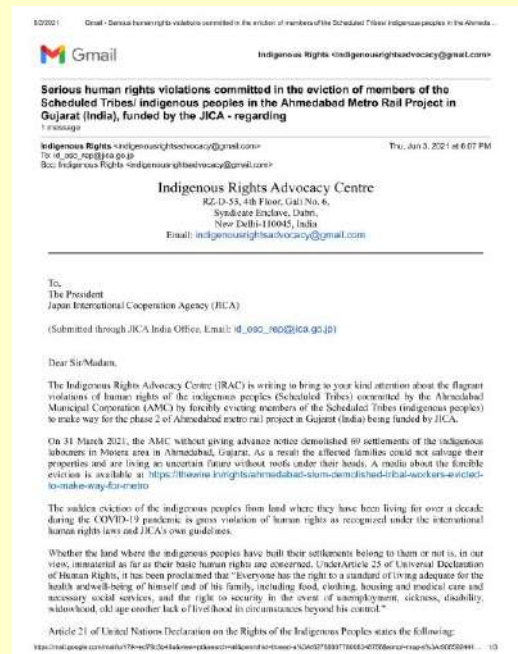 6/3/2021 Gmail - Serious human rights violations committed in the eviction of members of the Scheduled Tribes/ indigenous peoples in the Ahmeda...
Gmail
Indigenous Rights <indigenousrightsadvocacy@gmail.com>
Serious human rights violations committed in the eviction of members of the
Scheduled Tribes/ indigenous peoples in the Ahmedabad Metro Rail Project in
Gujarat (India), funded by the JICA - regarding
1 message
Indigenous Rights <indigenousrightsadvocacy@gmail.com> Thu, Jun 3, 2021 at 6:07 PM
To: id_oso_rep@jica.go.jp
Bcc: Indigenous Rights <indigenousrightsadvocacy@gmail.com>
Indigenous Rights Advocacy Centre
RZ-D-53, 4th Floor, Gali No. 6,
Syndicate Enclave, Dabri,
New Delhi-110045, India
Email: indigenousrightsadvocacy@gmail.com
To,
The President
Japan International Cooperation Agency (JICA)
(Submitted through JICA India Office, Email: id_oso_rep@jica.go.jp)
Dear Sir/Madam,
The Indigenous Rights Advocacy Centre (IRAC) is writing to bring to your kind attention about the flagrant
violations of human rights of the indigenous peoples (Scheduled Tribes) committed by the Ahmedabad
Municipal Corporation (AMC) by forcibly evicting members of the Scheduled Tribes (indigenous peoples)
to make way for the phase 2 of Ahmedabad metro rail project in Gujarat (India) being funded by JICA.
On 31 March 2021, the AMC without giving advance notice demolished 69 settlements of the indigenous
labourers in Motera area in Ahmedabad, Gujarat. As a result the affected families could not salvage their
properties and are living an uncertain future without roofs under their heads. A media about the forcible
eviction is available at https://thewire.in/rights/ahmedabad-slum-demolished-tribal-workers-evicted-
to-make-way-for-metro
The sudden eviction of the indigenous peoples from land where they have been living for over a decade
during the COVID-19 pandemic is gross violation of human rights as recognized under the international
human rights laws and JICA's own guidelines.
Whether the land where the indigenous peoples have built their settlements belong to them or not is, in our
view, immaterial as far as their basic human rights are concerned. UnderArticle 25 of Universal Declaration
of Human Rights, it has been proclaimed that "Everyone has the right to a standard of living adequate for the
health andwell-being of himself and of his family, including food, clothing, housing and medical care and
necessary social services, and the right to security in the event of unemployment, sickness, disability,
widowhood, old age orother lack of livelihood in circumstances beyond his control."
Article 21 of United Nations Declaration on the Rights of the Indigenous Peoples states the following:
1/3